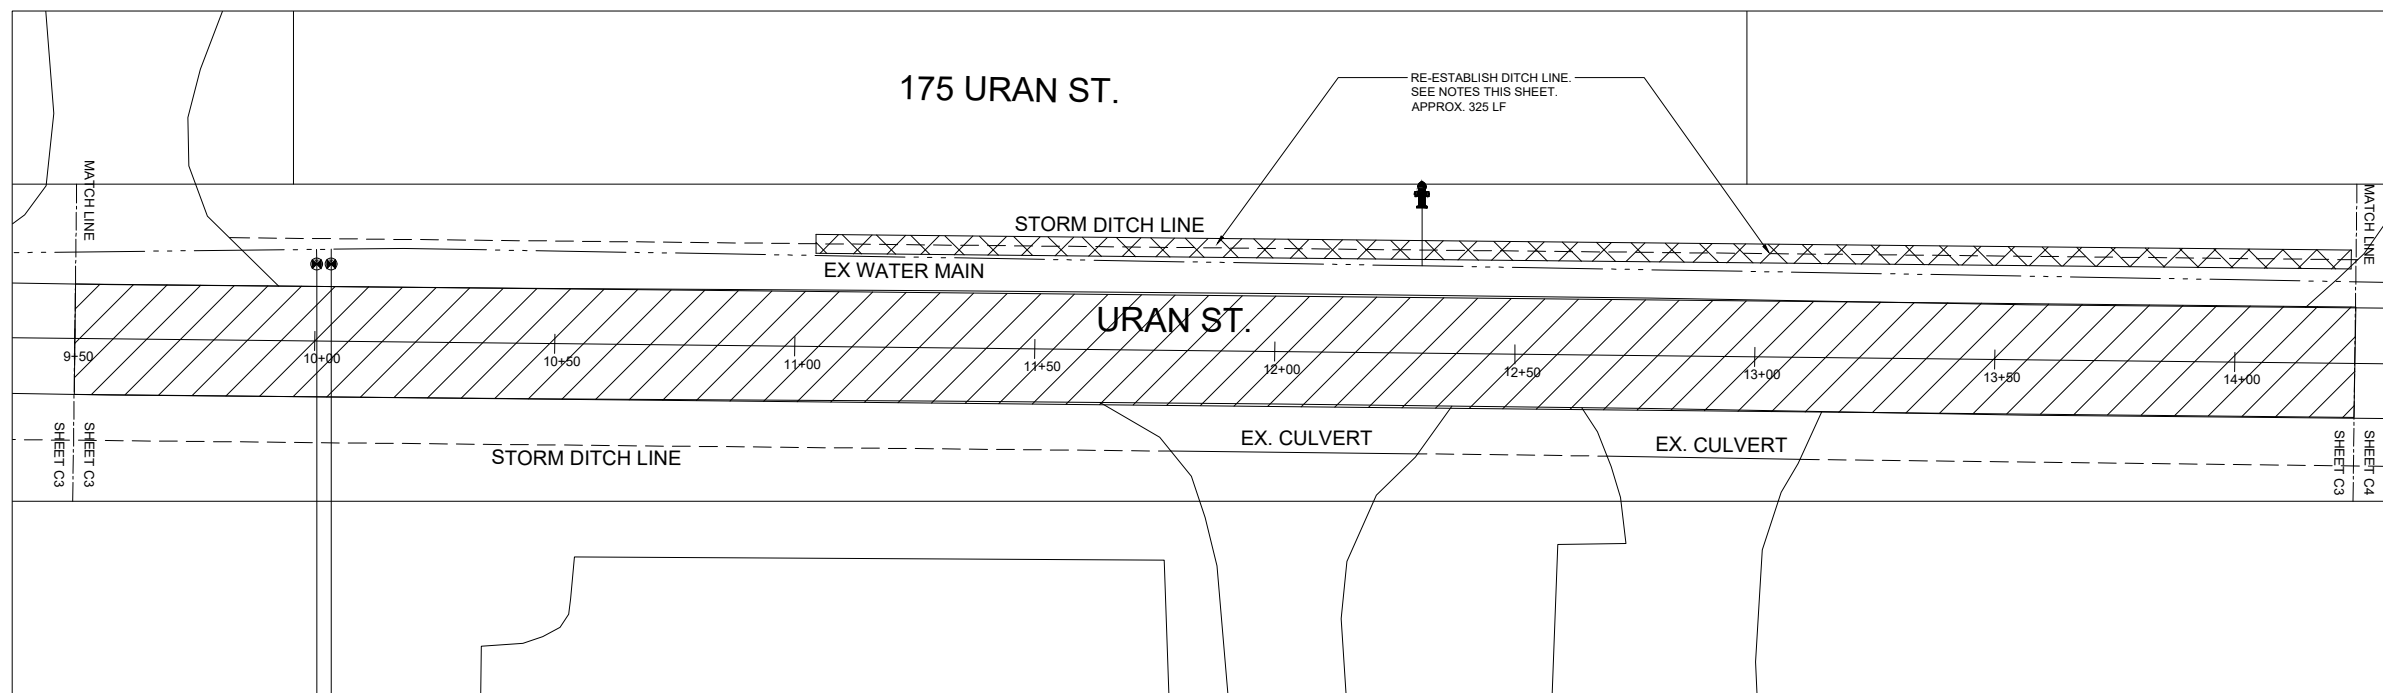 175 URAN ST.
RE-ESTABLISH DITCH LINE.
SEE NOTES THIS SHEET.
APPROX. 325 LF
MATCH LINE
MATCH LINE
STORM DITCH LINE
EX WATER MAIN
URAN ST.
9+50
10+00
10+50
11+00
11+50
12+00
12+50
13+00
13+50
14+00
SHEET C3
SHEET C3
STORM DITCH LINE
EX. CULVERT
EX. CULVERT
SHEET C3
SHEET C4